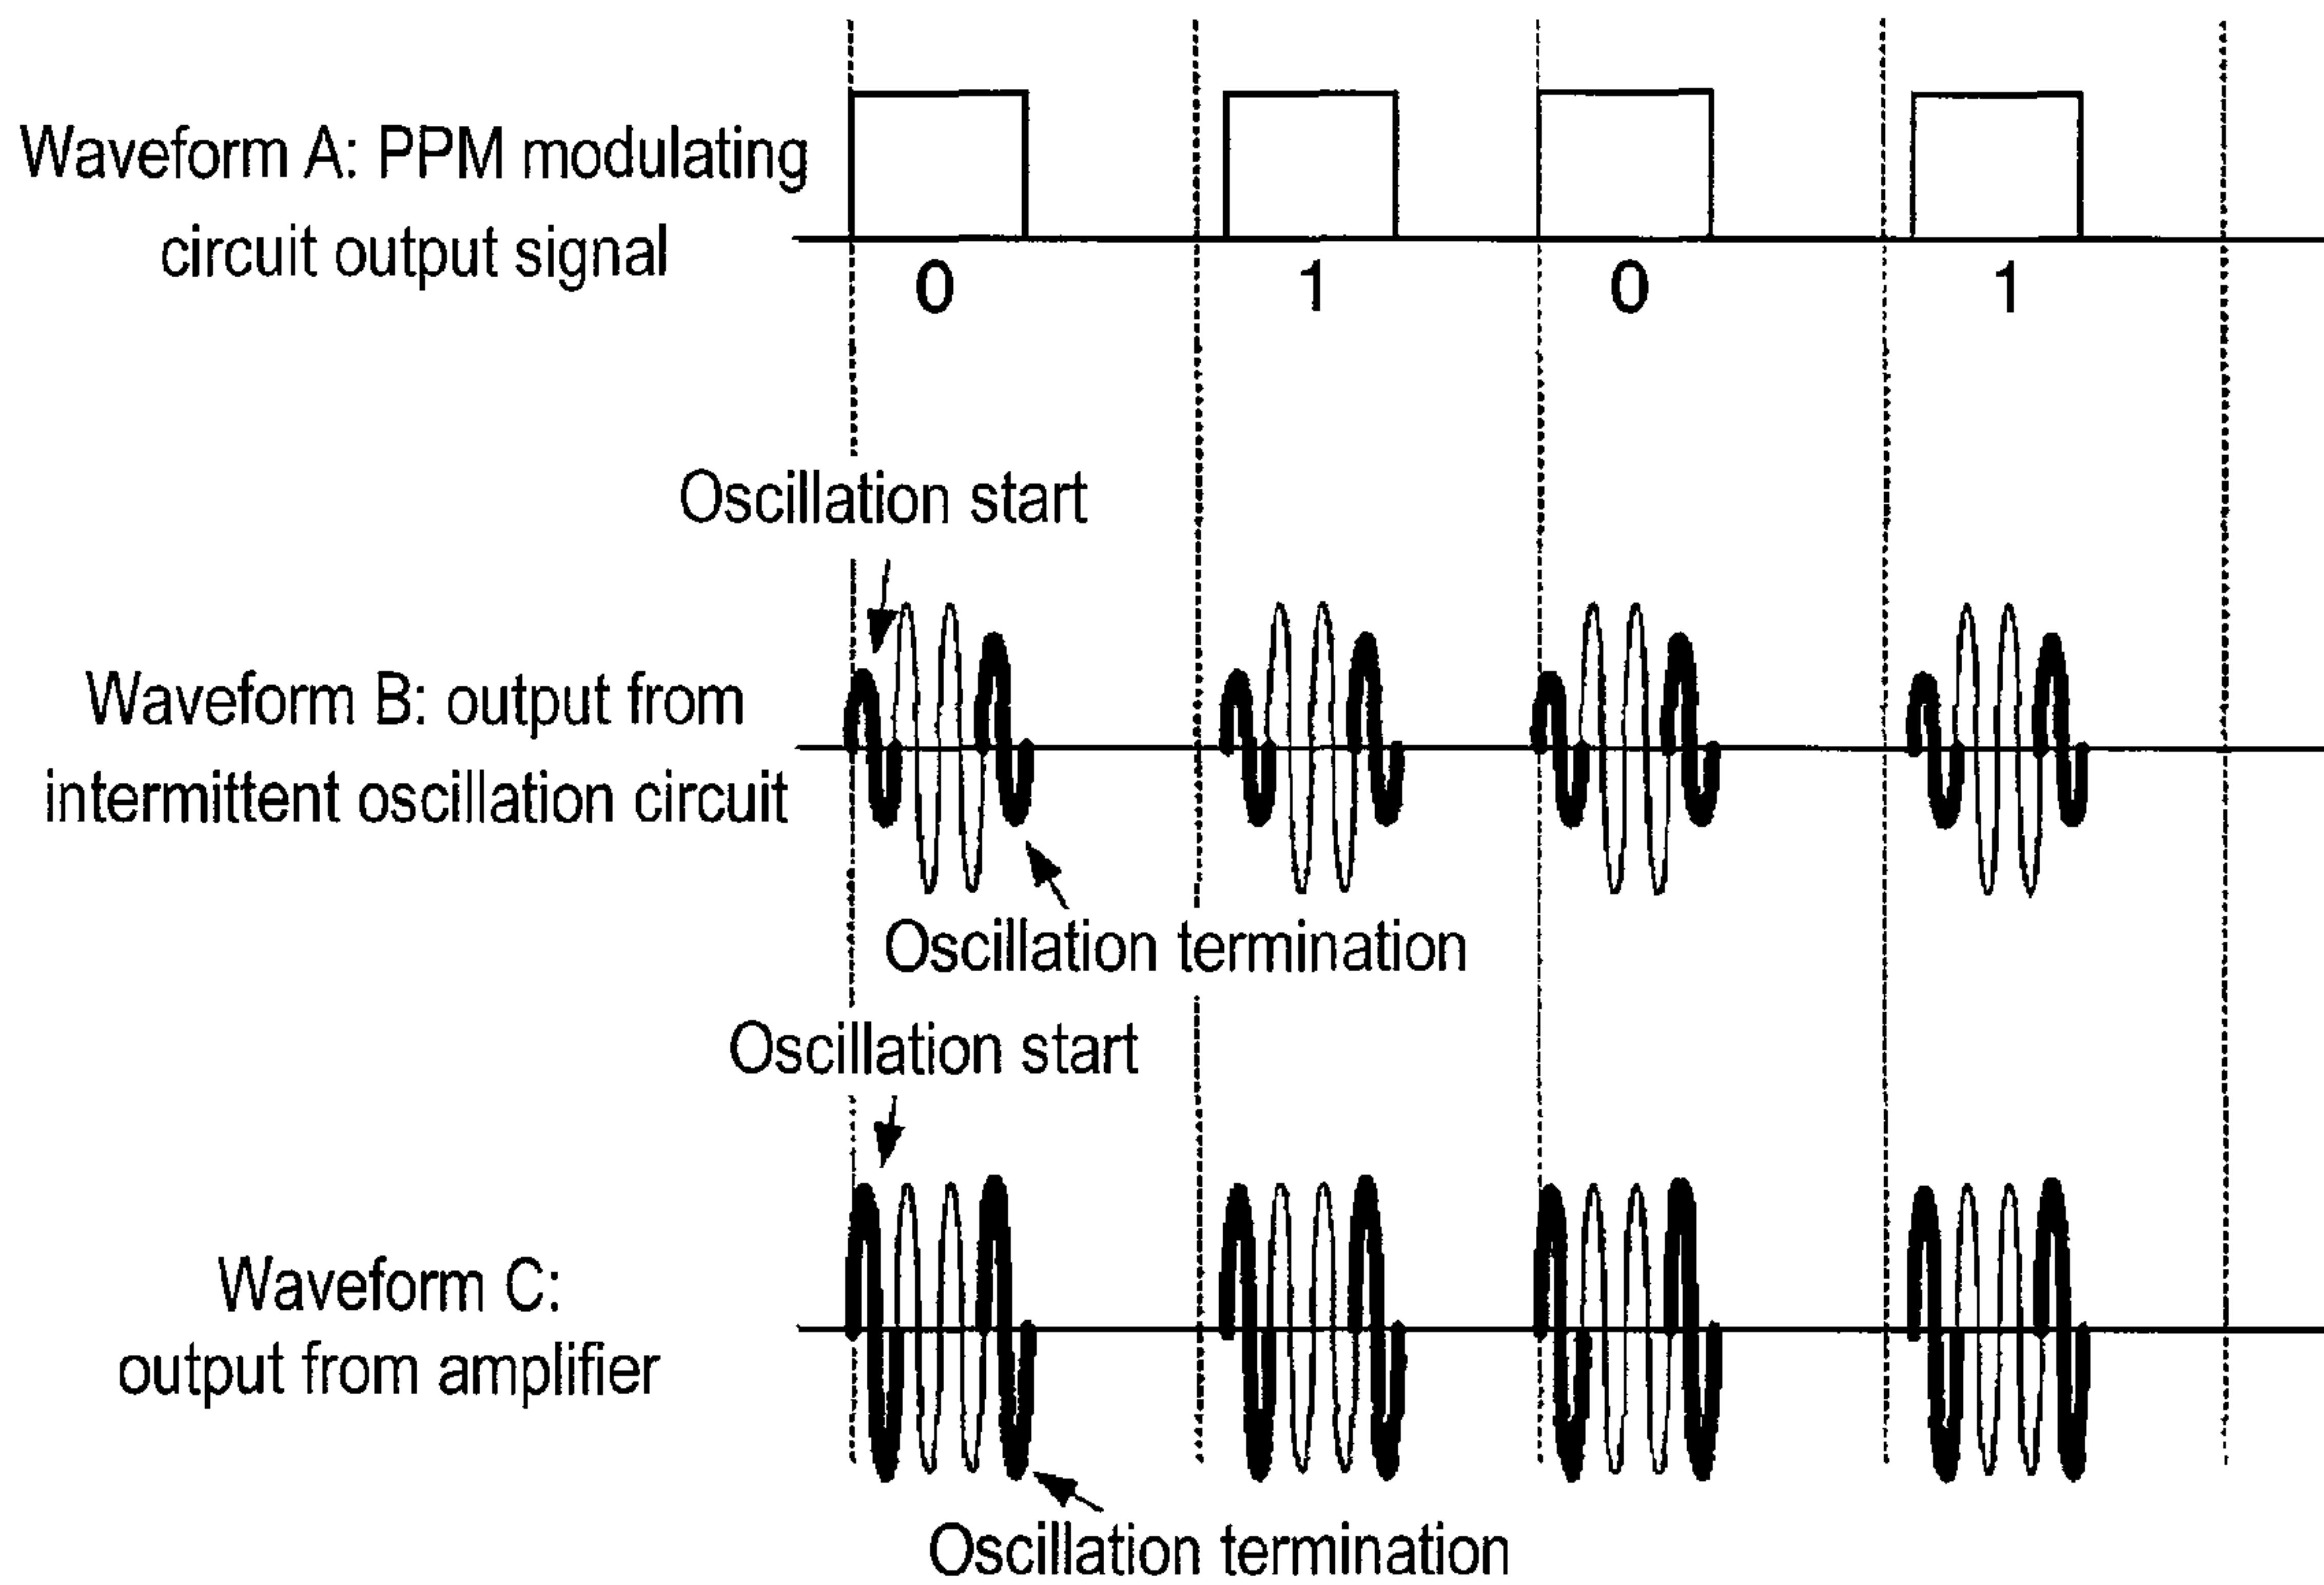 Waveform A: PPM modulating
circuit output signal
0 1 0 1
Oscillation start
Waveform B: output from
intermittent oscillation circuit
Oscillation termination
Oscillation start
Waveform C:
output from amplifier
Oscillation termination